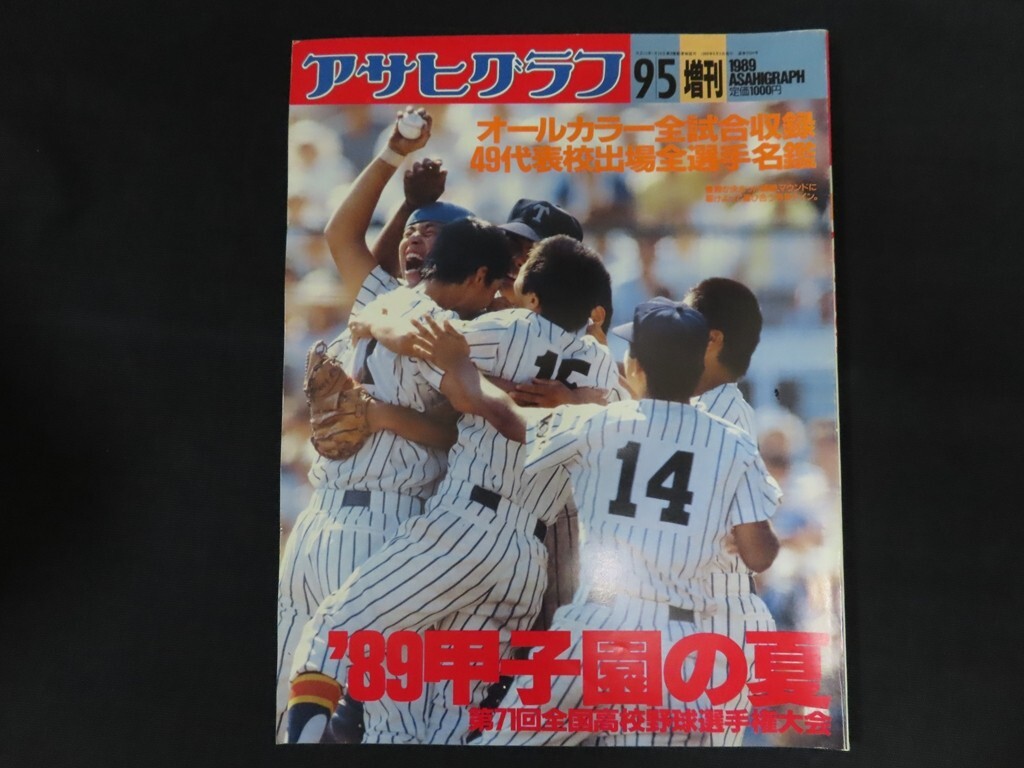 アサヒグラフ
9 5
増刊
1989
ASAHIGRAPH
定価1000円
オールカラー全試合収録
49代表校出場全選手名鑑
T
15
14
'89甲子園の夏
第71回全国高校野球選手権大会